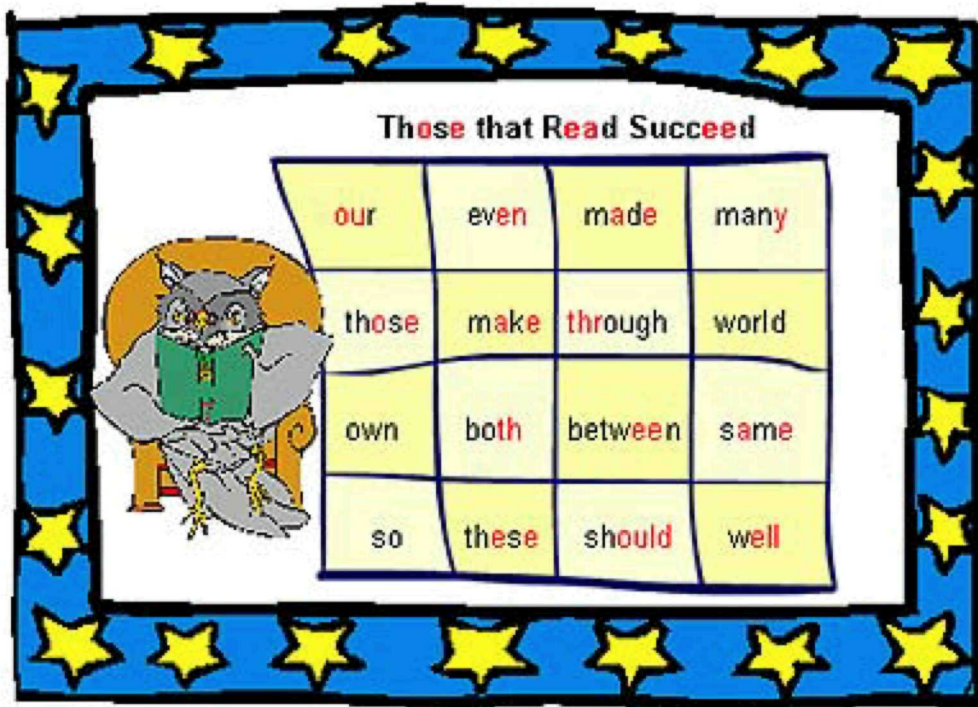 Those that Read Succeed
our even made many
those make through world
own both between same
so these should well